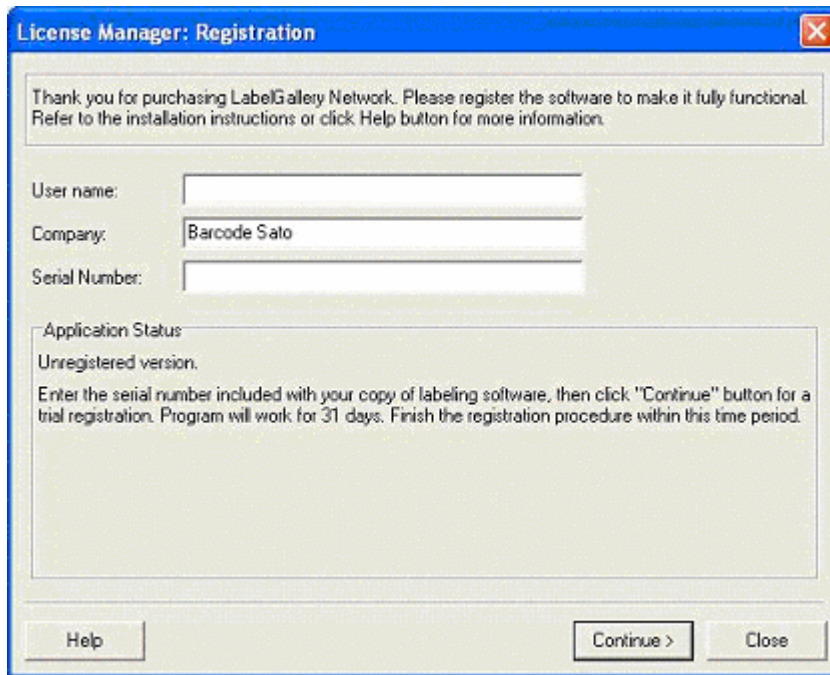 License Manager: Registration
Thank you for purchasing LabelGallery Network. Please register the software to make it fully functional.
Refer to the installation instructions or click Help button for more information.
User name:
Company: Barcode Sato
Serial Number:
Application Status
Unregistered version.
Enter the serial number included with your copy of labeling software, then click "Continue" button for a
trial registration. Program will work for 31 days. Finish the registration procedure within this time period.
Help Continue > Close